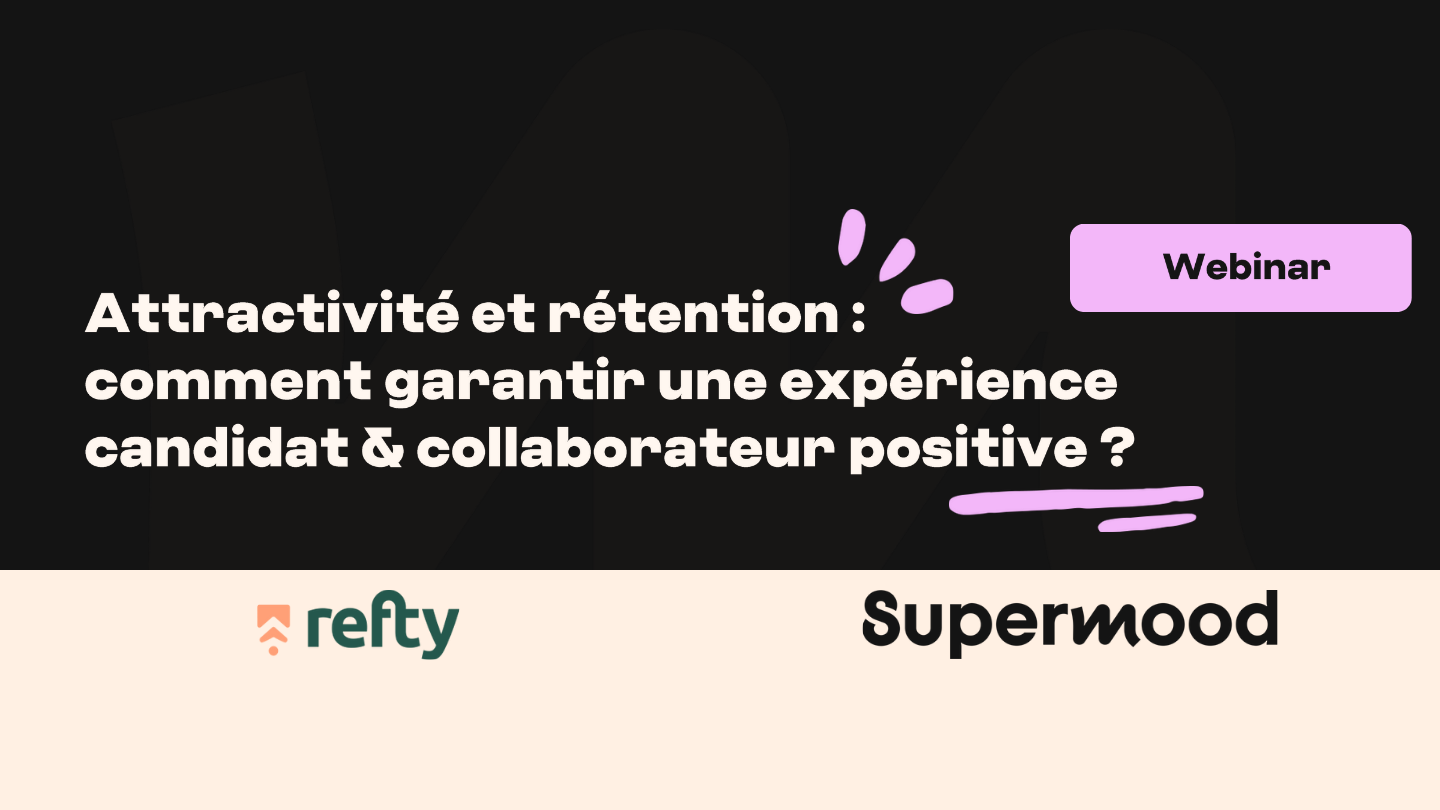 Webinar
Attractivité et rétention :
comment garantir une expérience
candidat & collaborateur positive ?
refty
Supermood